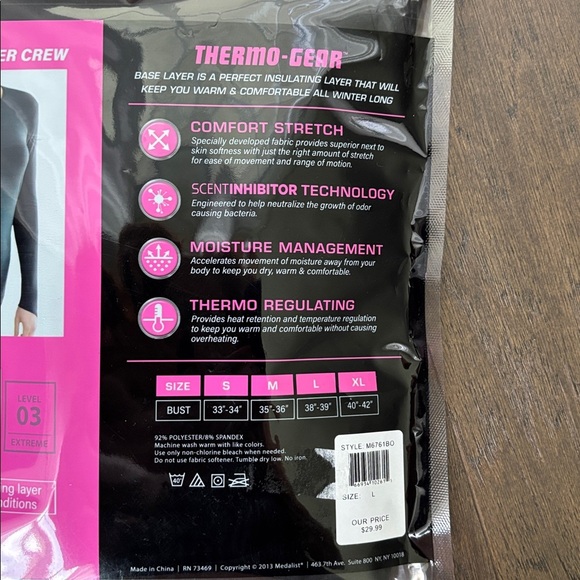 ER CREW
THERMO-GEAR™
BASE LAYER IS A PERFECT INSULATING LAYER THAT WILL
KEEP YOU WARM & COMFORTABLE ALL WINTER LONG
COMFORT STRETCH
Specially developed fabric provides superior next to
skin softness with just the right amount of stretch
for ease of movement and range of motion.
SCENTINHIBITOR TECHNOLOGY
Engineered to help neutralize the growth of odor
causing bacteria.
MOISTURE MANAGEMENT
Accelerates movement of moisture away from your
body to keep you dry, warm & comfortable.
THERMO REGULATING
Provides heat retention and temperature regulation
to keep you warm and comfortable without causing
overheating.
SIZE S M L XL
BUST 33"-34" 35"-36" 38"-39" 40"-42"
LEVEL
03
EXTREME
ng layer
nditions
92% POLYESTER/8% SPANDEX
Machine wash warm with like colors.
Use only non-chlorine bleach when needed.
Do not use fabric softener. Tumble dry low. No iron.
40°
STYLE: M6761BO
SIZE: L
OUR PRICE
$29.99
Made in China | RN 73469 | Copyright © 2013 Medalist® | 463 7th Ave. Suite 800 NY, NY 10018